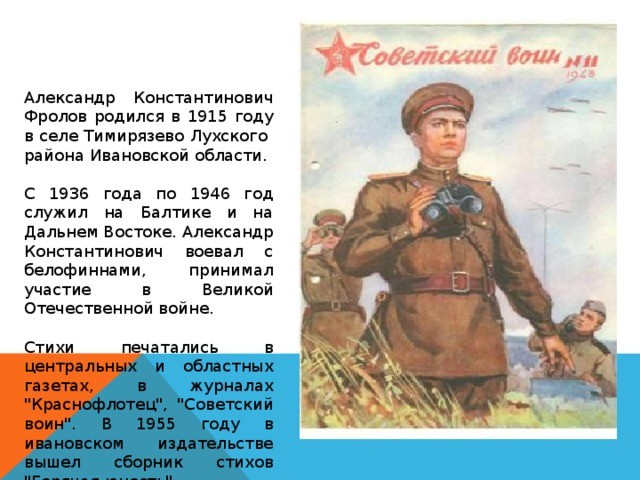 Александр Константинович
Фролов родился в 1915 году
в селе Тимирязево Лухского
района Ивановской области.
С 1936 года по 1946 год
служил на Балтике и на
Дальнем Востоке. Александр
Константинович воевал с
белофиннами, принимал
участие в Великой
Отечественной войне.
Стихи печатались в
центральных и областных
газетах, в журналах
"Краснофлотец", "Советский
воин". В 1955 году в
ивановском издательстве
вышел сборник стихов
Советский воин №11
1948